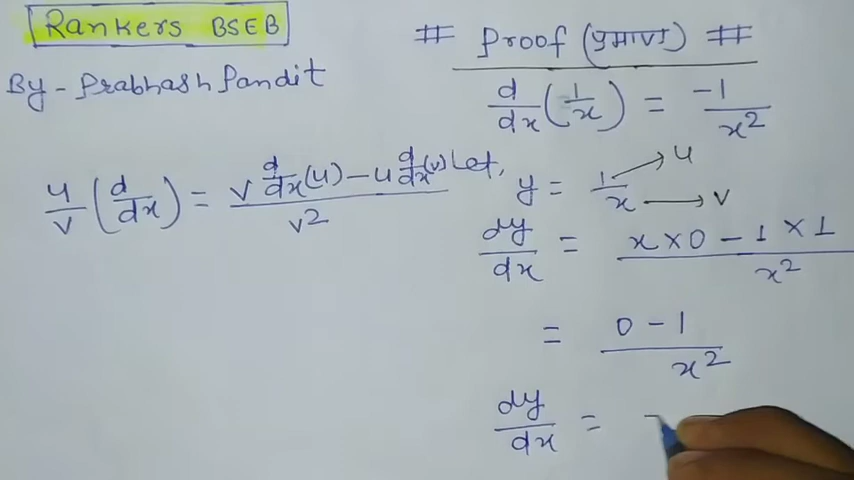 Rankers BSEB
By - Prabhash Pandit
# Proof (प्रमाण) #
d/dx (1/x) = -1/x²
u/v (d/dx) = (v d/dx(u) - u d/dx(v))/v²
Let, y = 1/x → u → v
dy/dx = (x × 0 - 1 × 1)/x²
= (0 - 1)/x²
dy/dx = -